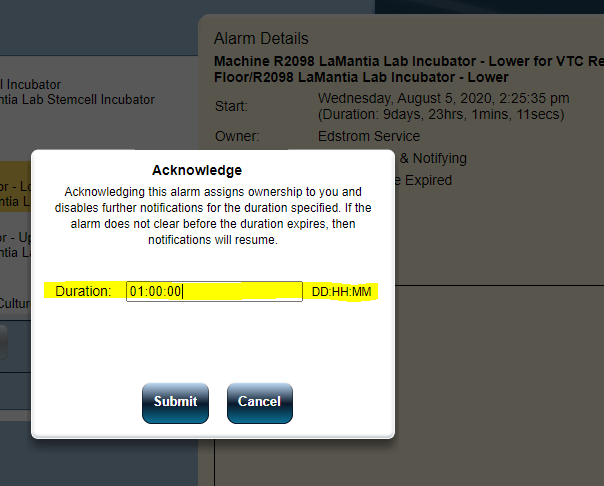 Alarm Details
Machine R2098 LaMantia Lab Incubator - Lower for VTC Re
Floor/R2098 LaMantia Lab Incubator - Lower
Incubator
ntia Lab Stemcell Incubator
Start:
Wednesday, August 5, 2020, 2:25:35 pm
(Duration: 9days, 23hrs, 1mins, 11secs)
Owner:
Edstrom Service
& Notifying
Expired
or - Lo
ntia L
or - Up
ntia La
Cultur
Acknowledge
Acknowledging this alarm assigns ownership to you and
disables further notifications for the duration specified. If the
alarm does not clear before the duration expires, then
notifications will resume.
Duration:
01:00:00
DD:HH:MM
Submit
Cancel